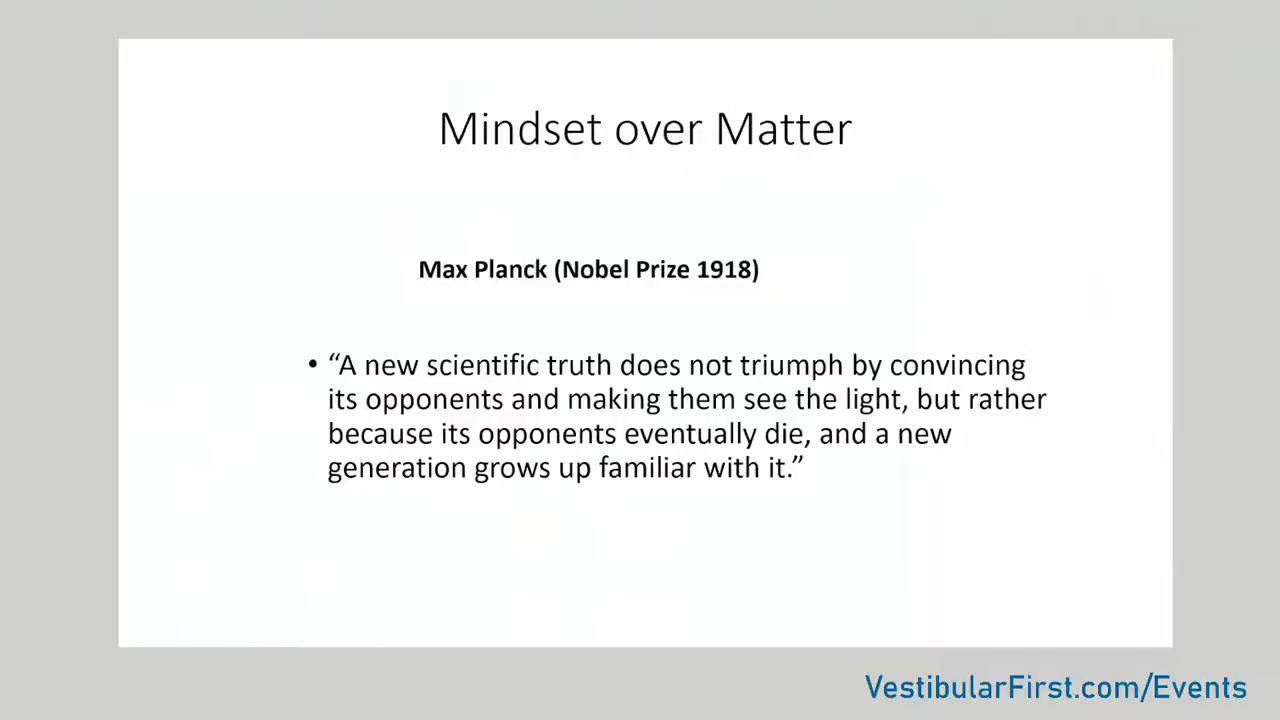 Mindset over Matter
Max Planck (Nobel Prize 1918)
• “A new scientific truth does not triumph by convincing
its opponents and making them see the light, but rather
because its opponents eventually die, and a new
generation grows up familiar with it.”
VestibularFirst.com/Events